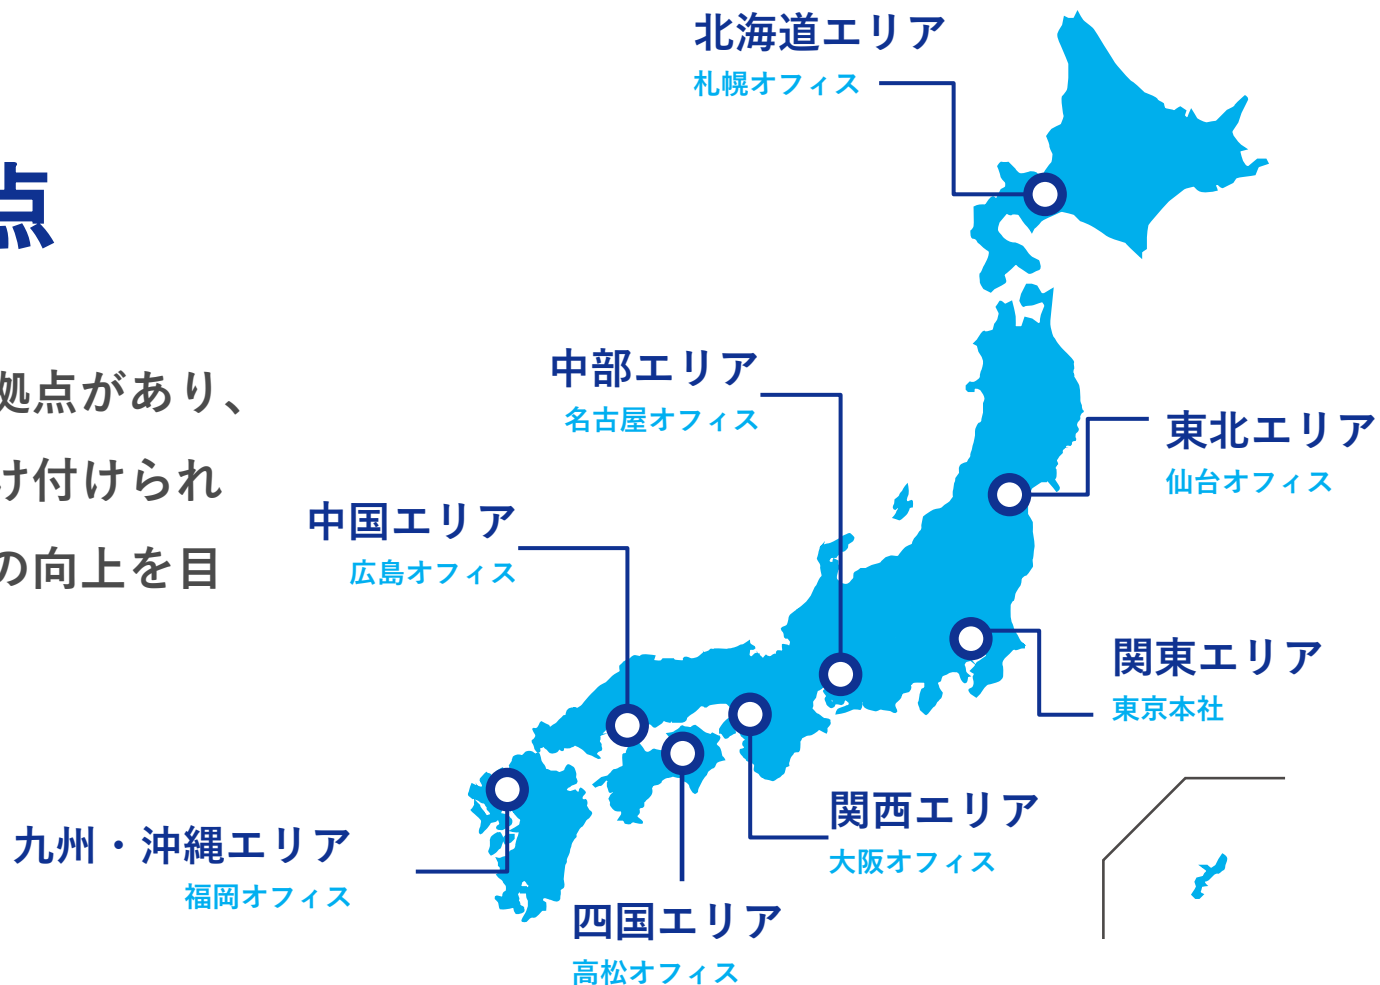 点
拠点があり、
け付けられ
の向上を目
北海道エリア
札幌オフィス
中部エリア
名古屋オフィス
東北エリア
仙台オフィス
中国エリア
広島オフィス
関東エリア
東京本社
関西エリア
大阪オフィス
九州・沖縄エリア
福岡オフィス
四国エリア
高松オフィス